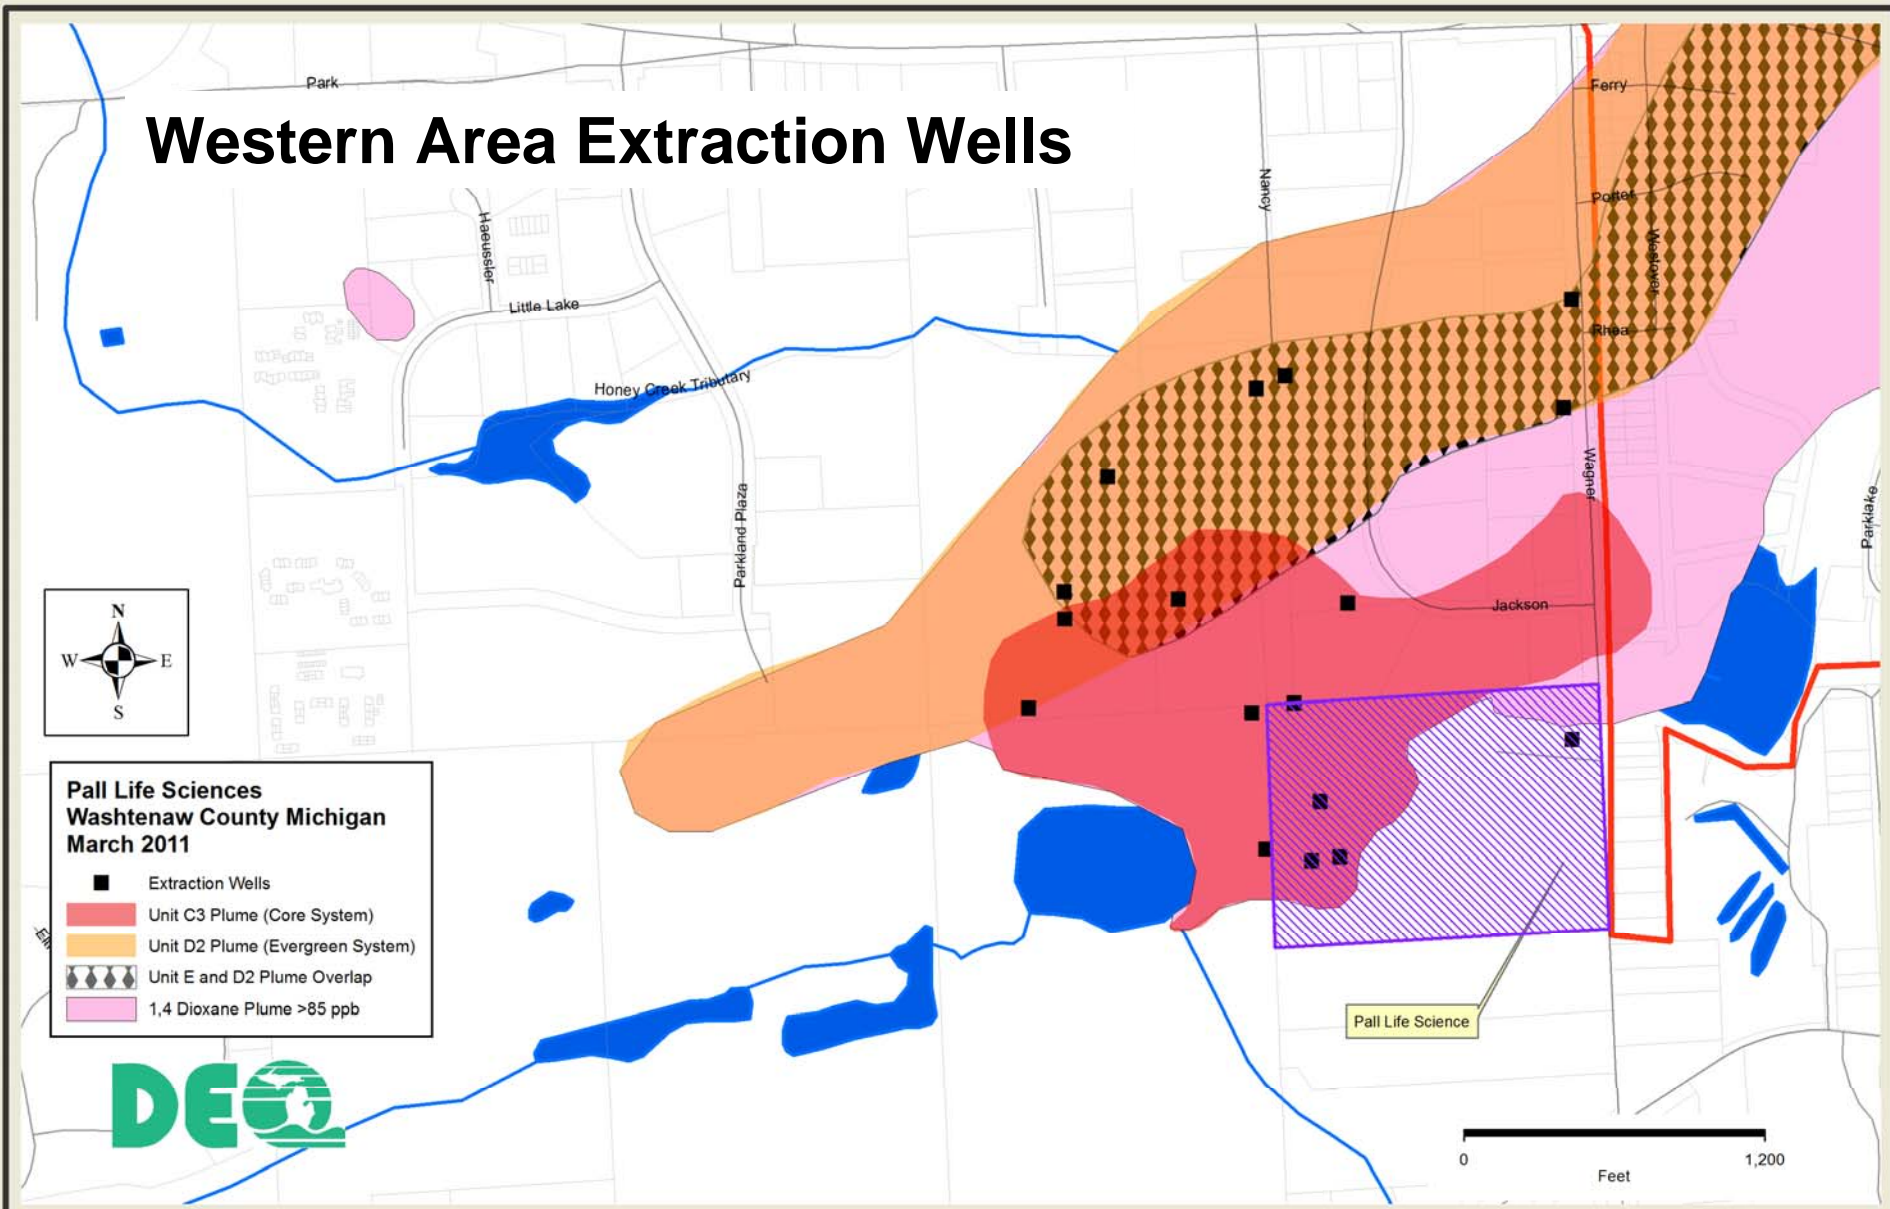 Park
Western Area Extraction Wells
Ferry
Nancy
Porter
Haeussler
Westover
Little Lake
Rhea
Honey Creek Tributary
Wagner
Parkland Plaza
Parklake
N
W E
S
Jackson
Pall Life Sciences
Washtenaw County Michigan
March 2011
Extraction Wells
Unit C3 Plume (Core System)
Unit D2 Plume (Evergreen System)
Unit E and D2 Plume Overlap
1,4 Dioxane Plume >85 ppb
Pall Life Science
DEQ
0 1,200
Feet